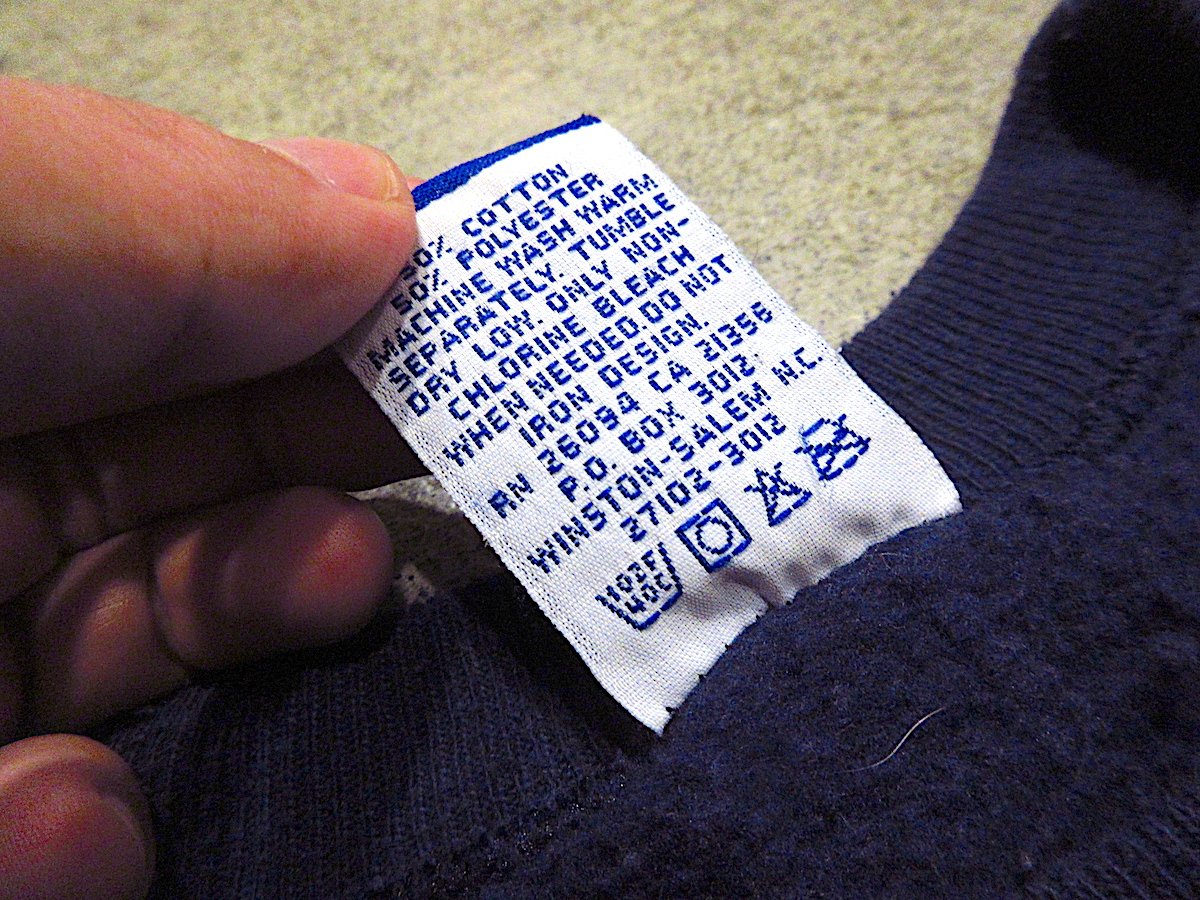 50% COTTON
50% POLYESTER
MACHINE WASH WARM
SEPARATELY. TUMBLE
DRY LOW. ONLY NON-
CHLORINE BLEACH
WHEN NEEDED.DO NOT
IRON DESIGN.
RN 26094 CA 21356
P.O. BOX 3012
WINSTON-SALEM N.C.
27102-3012
105F
40C